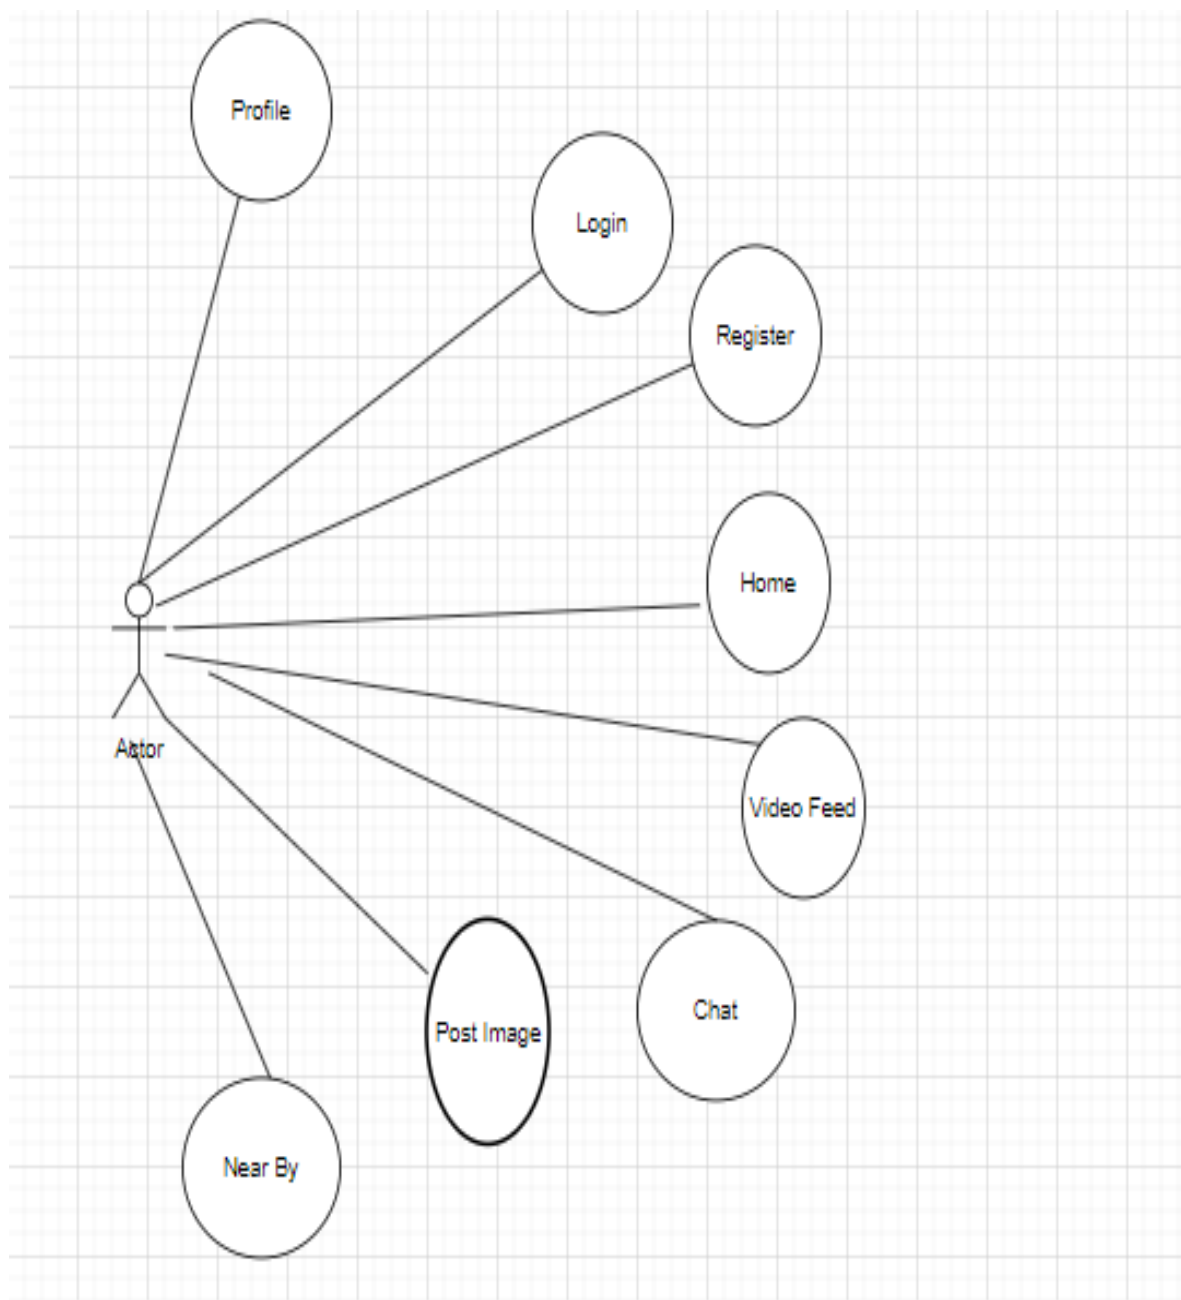 Profile
Login
Register
Home
Actor
Video Feed
Chat
Post Image
Near By